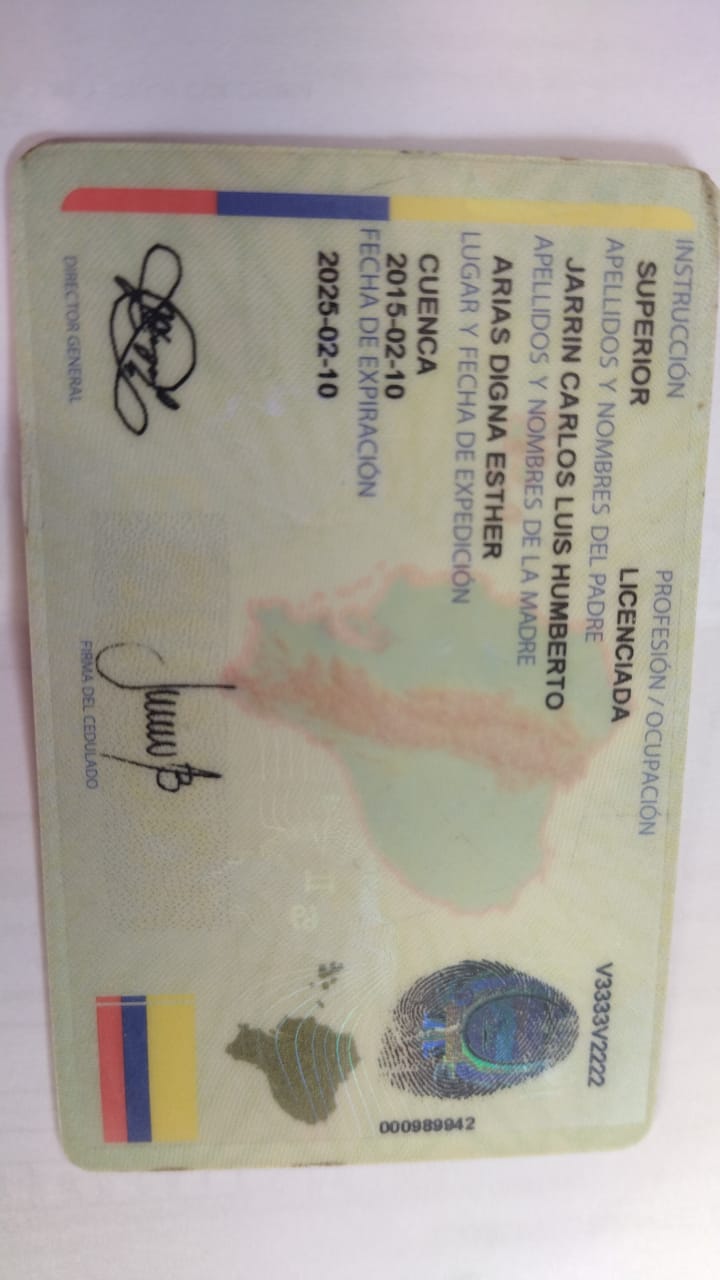 INSTRUCCIÓN
SUPERIOR
PROFESIÓN / OCUPACIÓN
LICENCIADA
V3333V2222
APELLIDOS Y NOMBRES DEL PADRE
JARRIN CARLOS LUIS HUMBERTO
APELLIDOS Y NOMBRES DE LA MADRE
ARIAS DIGNA ESTHER
LUGAR Y FECHA DE EXPEDICIÓN
CUENCA
2015-02-10
FECHA DE EXPIRACIÓN
2025-02-10
000989942
DIRECTOR GENERAL
FIRMA DEL CEDULADO